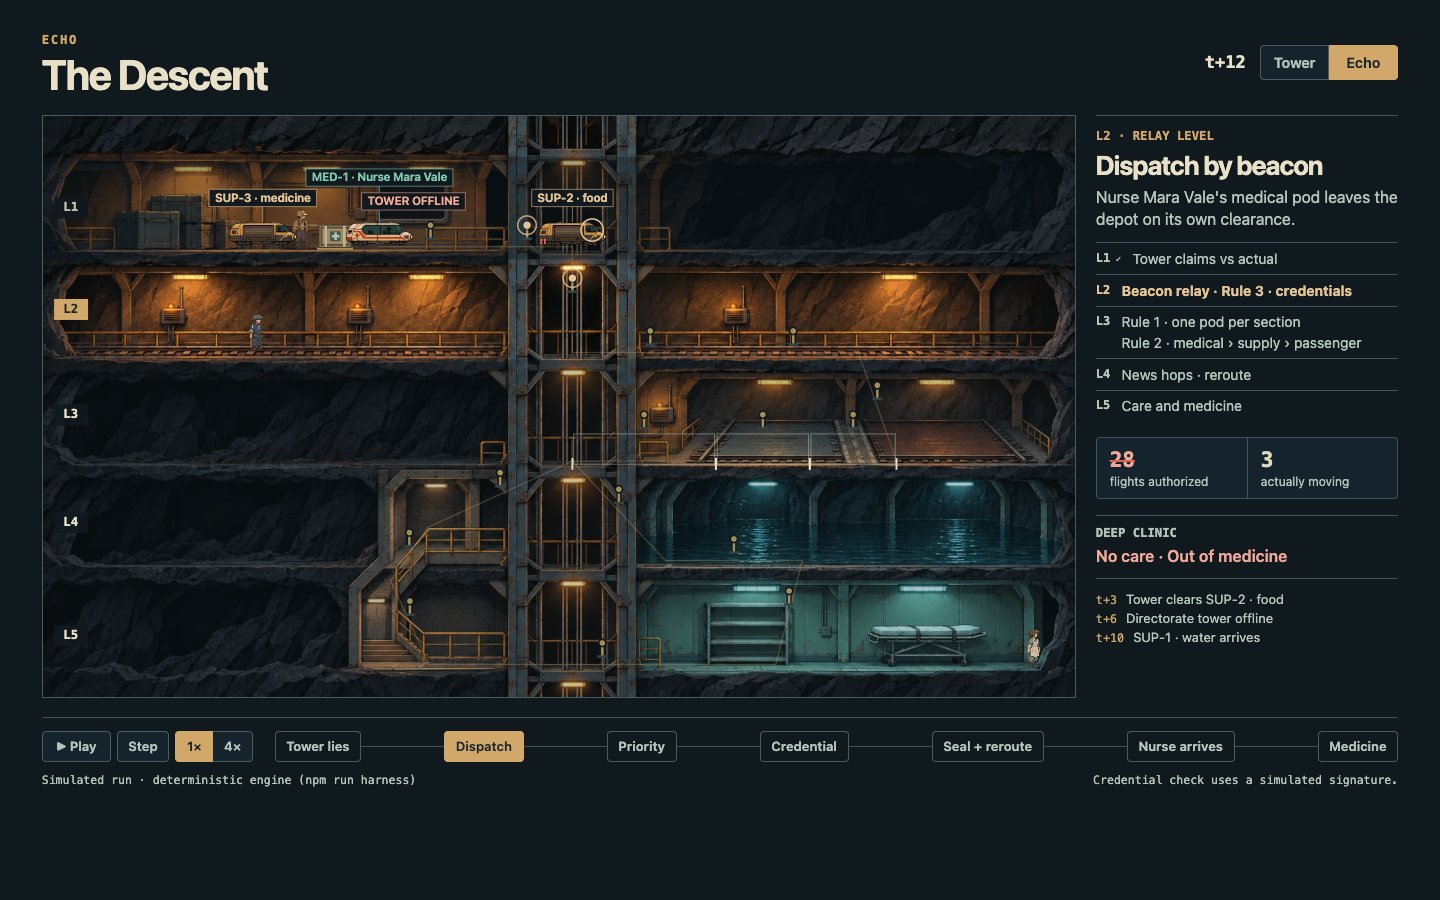 ECHO
The Descent
t+12
Tower
Echo
MED-1 · Nurse Mara Vale
SUP-3 · medicine
TOWER OFFLINE
SUP-2 · food
L1
L2
L3
L4
L5
L2 · RELAY LEVEL
Dispatch by beacon
Nurse Mara Vale's medical pod leaves the
depot on its own clearance.
L1 ✓ Tower claims vs actual
L2 Beacon relay · Rule 3 · credentials
L3 Rule 1 · one pod per section
Rule 2 · medical › supply › passenger
L4 News hops · reroute
L5 Care and medicine
28
flights authorized
3
actually moving
DEEP CLINIC
No care · Out of medicine
t+3 Tower clears SUP-2 · food
t+6 Directorate tower offline
t+10 SUP-1 · water arrives
▶ Play
Step
1×
4×
Tower lies
Dispatch
Priority
Credential
Seal + reroute
Nurse arrives
Medicine
Simulated run · deterministic engine (npm run harness)
Credential check uses a simulated signature.